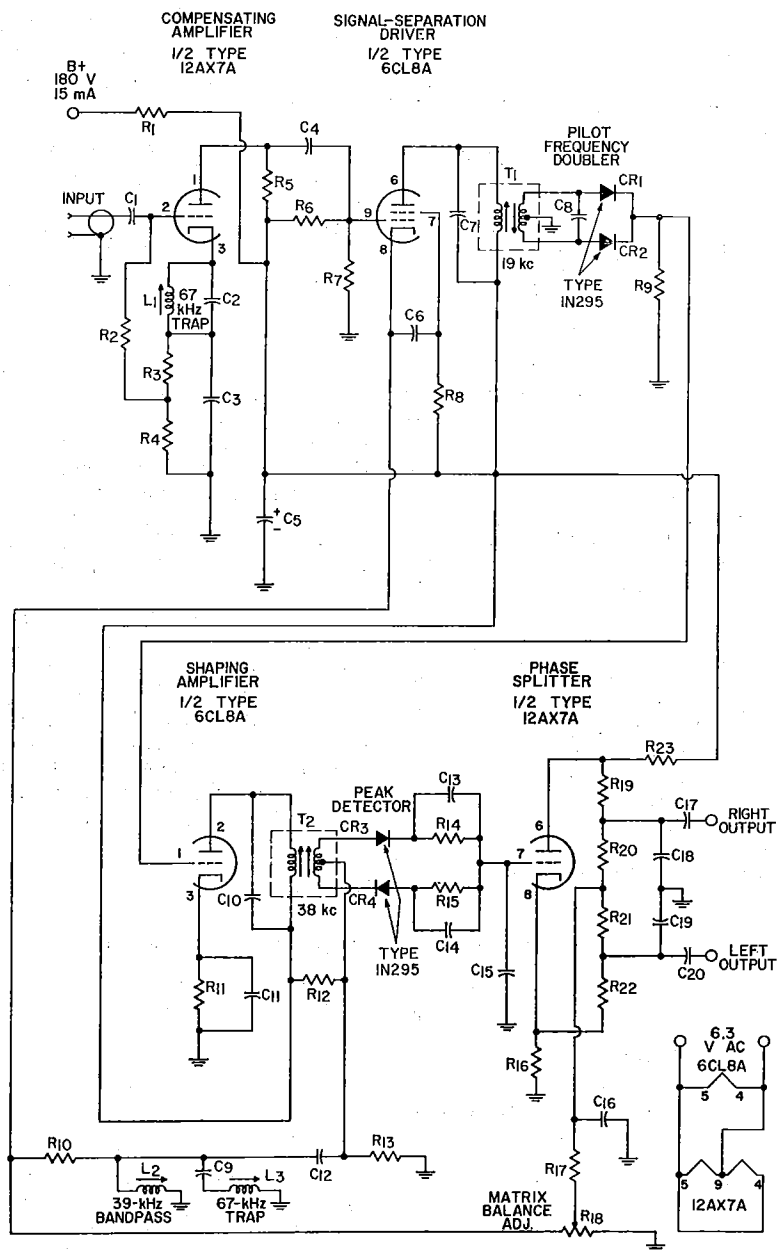 COMPENSATING
AMPLIFIER
1/2 TYPE
12AX7A
SIGNAL-SEPARATION
DRIVER
1/2 TYPE
6CL8A
B+
180 V
15 mA
R1
C4
PILOT
FREQUENCY
DOUBLER
INPUT
C1
2
1
3
R5
R6
9
6
7
8
C7
T1
19 kc
C8
CR1
CR2
TYPE
IN295
R9
L1
67
kHz
TRAP
C2
R7
C6
R2
R3
C3
R8
R4
+
-
C5
SHAPING
AMPLIFIER
1/2 TYPE
6CL8A
PHASE
SPLITTER
1/2 TYPE
12AX7A
R23
PEAK
DETECTOR
C13
R19
C17
RIGHT
OUTPUT
1
2
3
C10
T2
38 kc
CR3
CR4
R14
R15
C14
TYPE
IN295
7
6
8
R20
C18
R21
C19
C20
LEFT
OUTPUT
R22
C15
R11
C11
R12
R16
6.3
V AC
6CL8A
5 4
5 9 4
12AX7A
C16
R10
L2
39-kHz
BANDPASS
C9
L3
67-kHz
TRAP
C12
R13
R17
MATRIX
BALANCE
ADJ.
R18